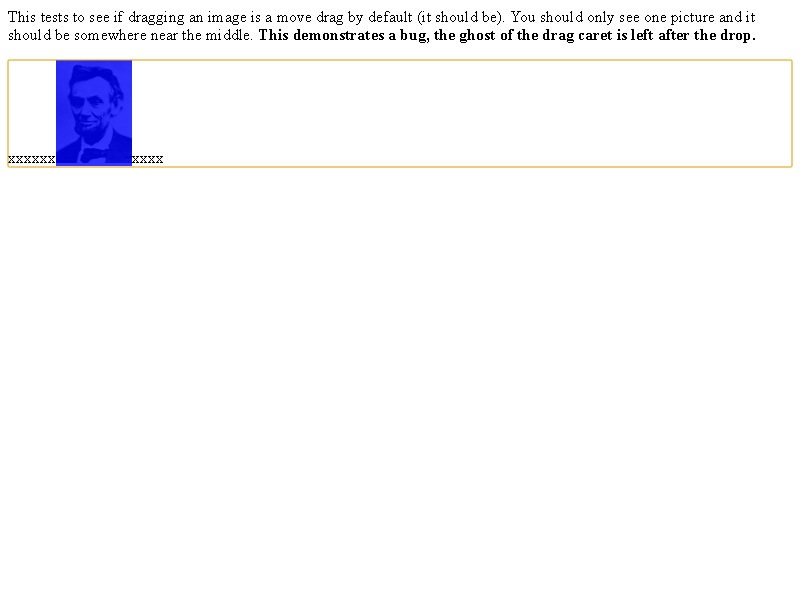 This tests to see if dragging an image is a move drag by default (it should be). You should only see one picture and it
should be somewhere near the middle. This demonstrates a bug, the ghost of the drag caret is left after the drop.
xxxxxx xxxx